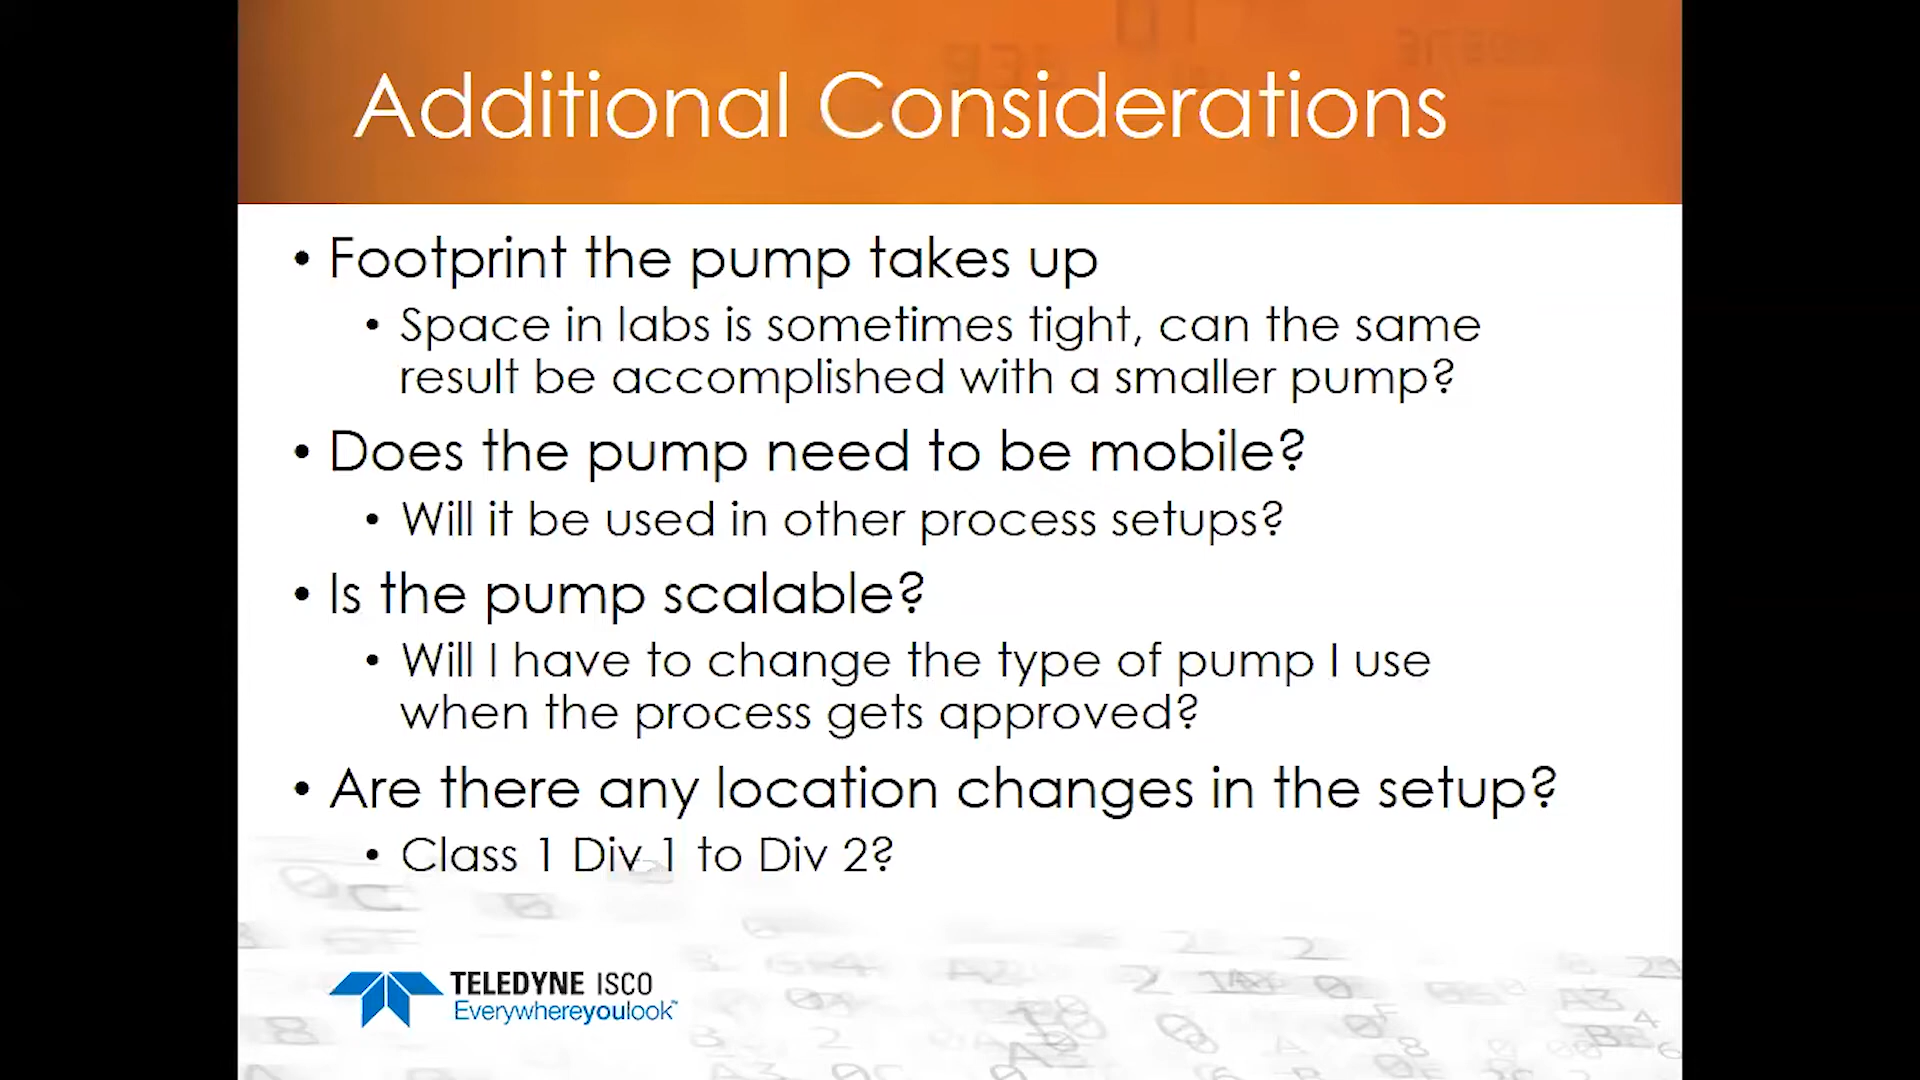 Additional Considerations
• Footprint the pump takes up
• Space in labs is sometimes tight, can the same
result be accomplished with a smaller pump?
• Does the pump need to be mobile?
• Will it be used in other process setups?
• Is the pump scalable?
• Will I have to change the type of pump I use
when the process gets approved?
• Are there any location changes in the setup?
• Class 1 Div 1 to Div 2?
TELEDYNE ISCO
Everywhereyoulook™